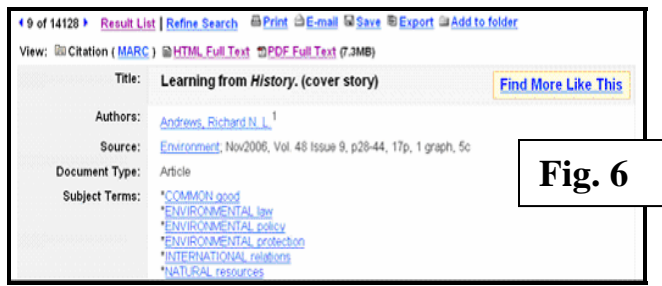 9 of 14128 Result List | Refine Search Print E-mail Save Export Add to folder
View: Citation ( MARC ) HTML Full Text PDF Full Text (7.3MB)
Title: Learning from History. (cover story) Find More Like This
Authors: Andrews, Richard N. L.1
Source: Environment; Nov2006, Vol. 48 Issue 9, p28-44, 17p, 1 graph, 5c
Document Type: Article
Fig. 6
Subject Terms: *COMMON good
*ENVIRONMENTAL law
*ENVIRONMENTAL policy
*ENVIRONMENTAL protection
*INTERNATIONAL relations
*NATURAL resources